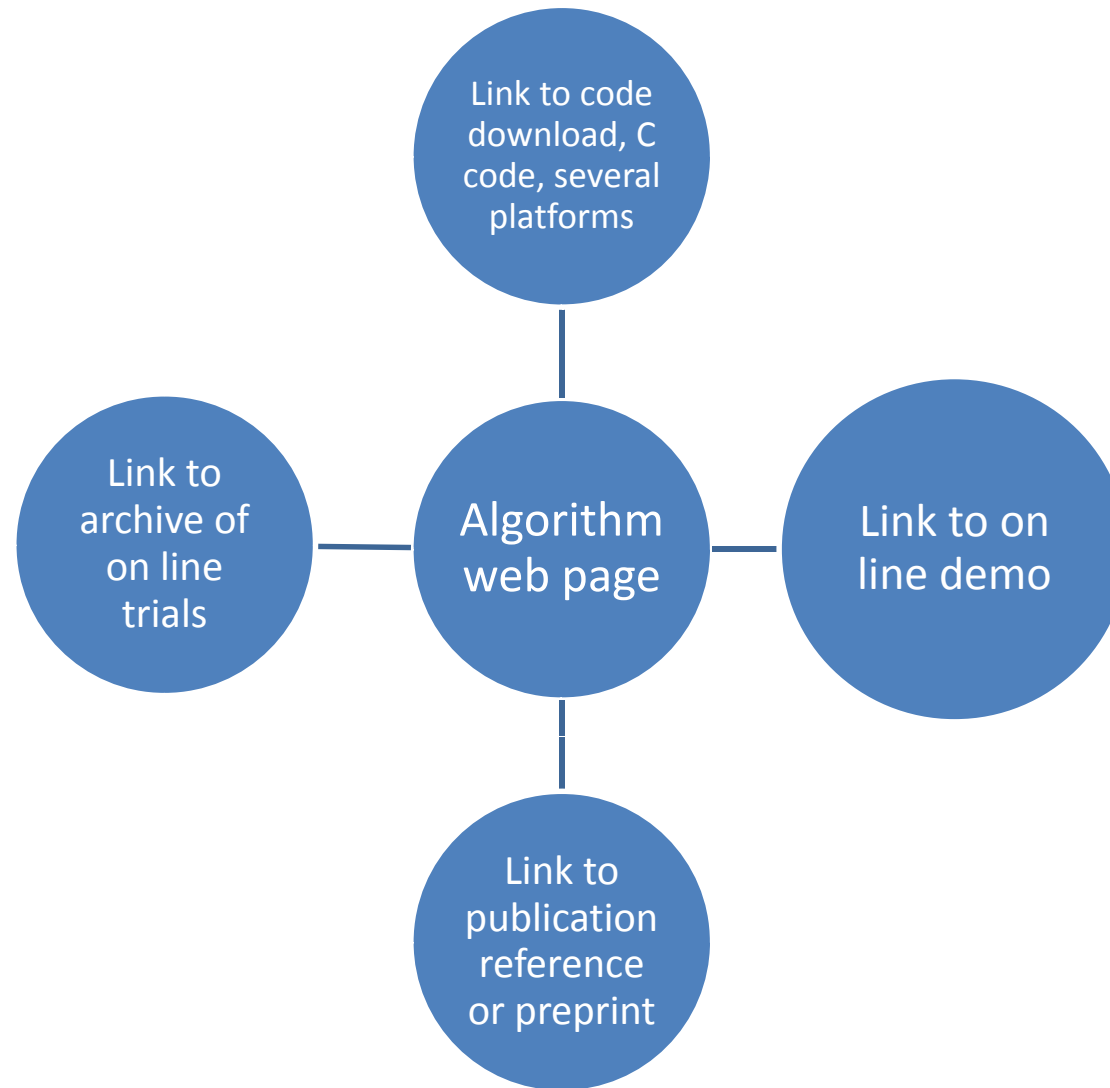 Link to code
download, C
code, several
platforms
Link to
archive of
on line
trials
Algorithm
web page
Link to on
line demo
Link to
publication
reference
or preprint